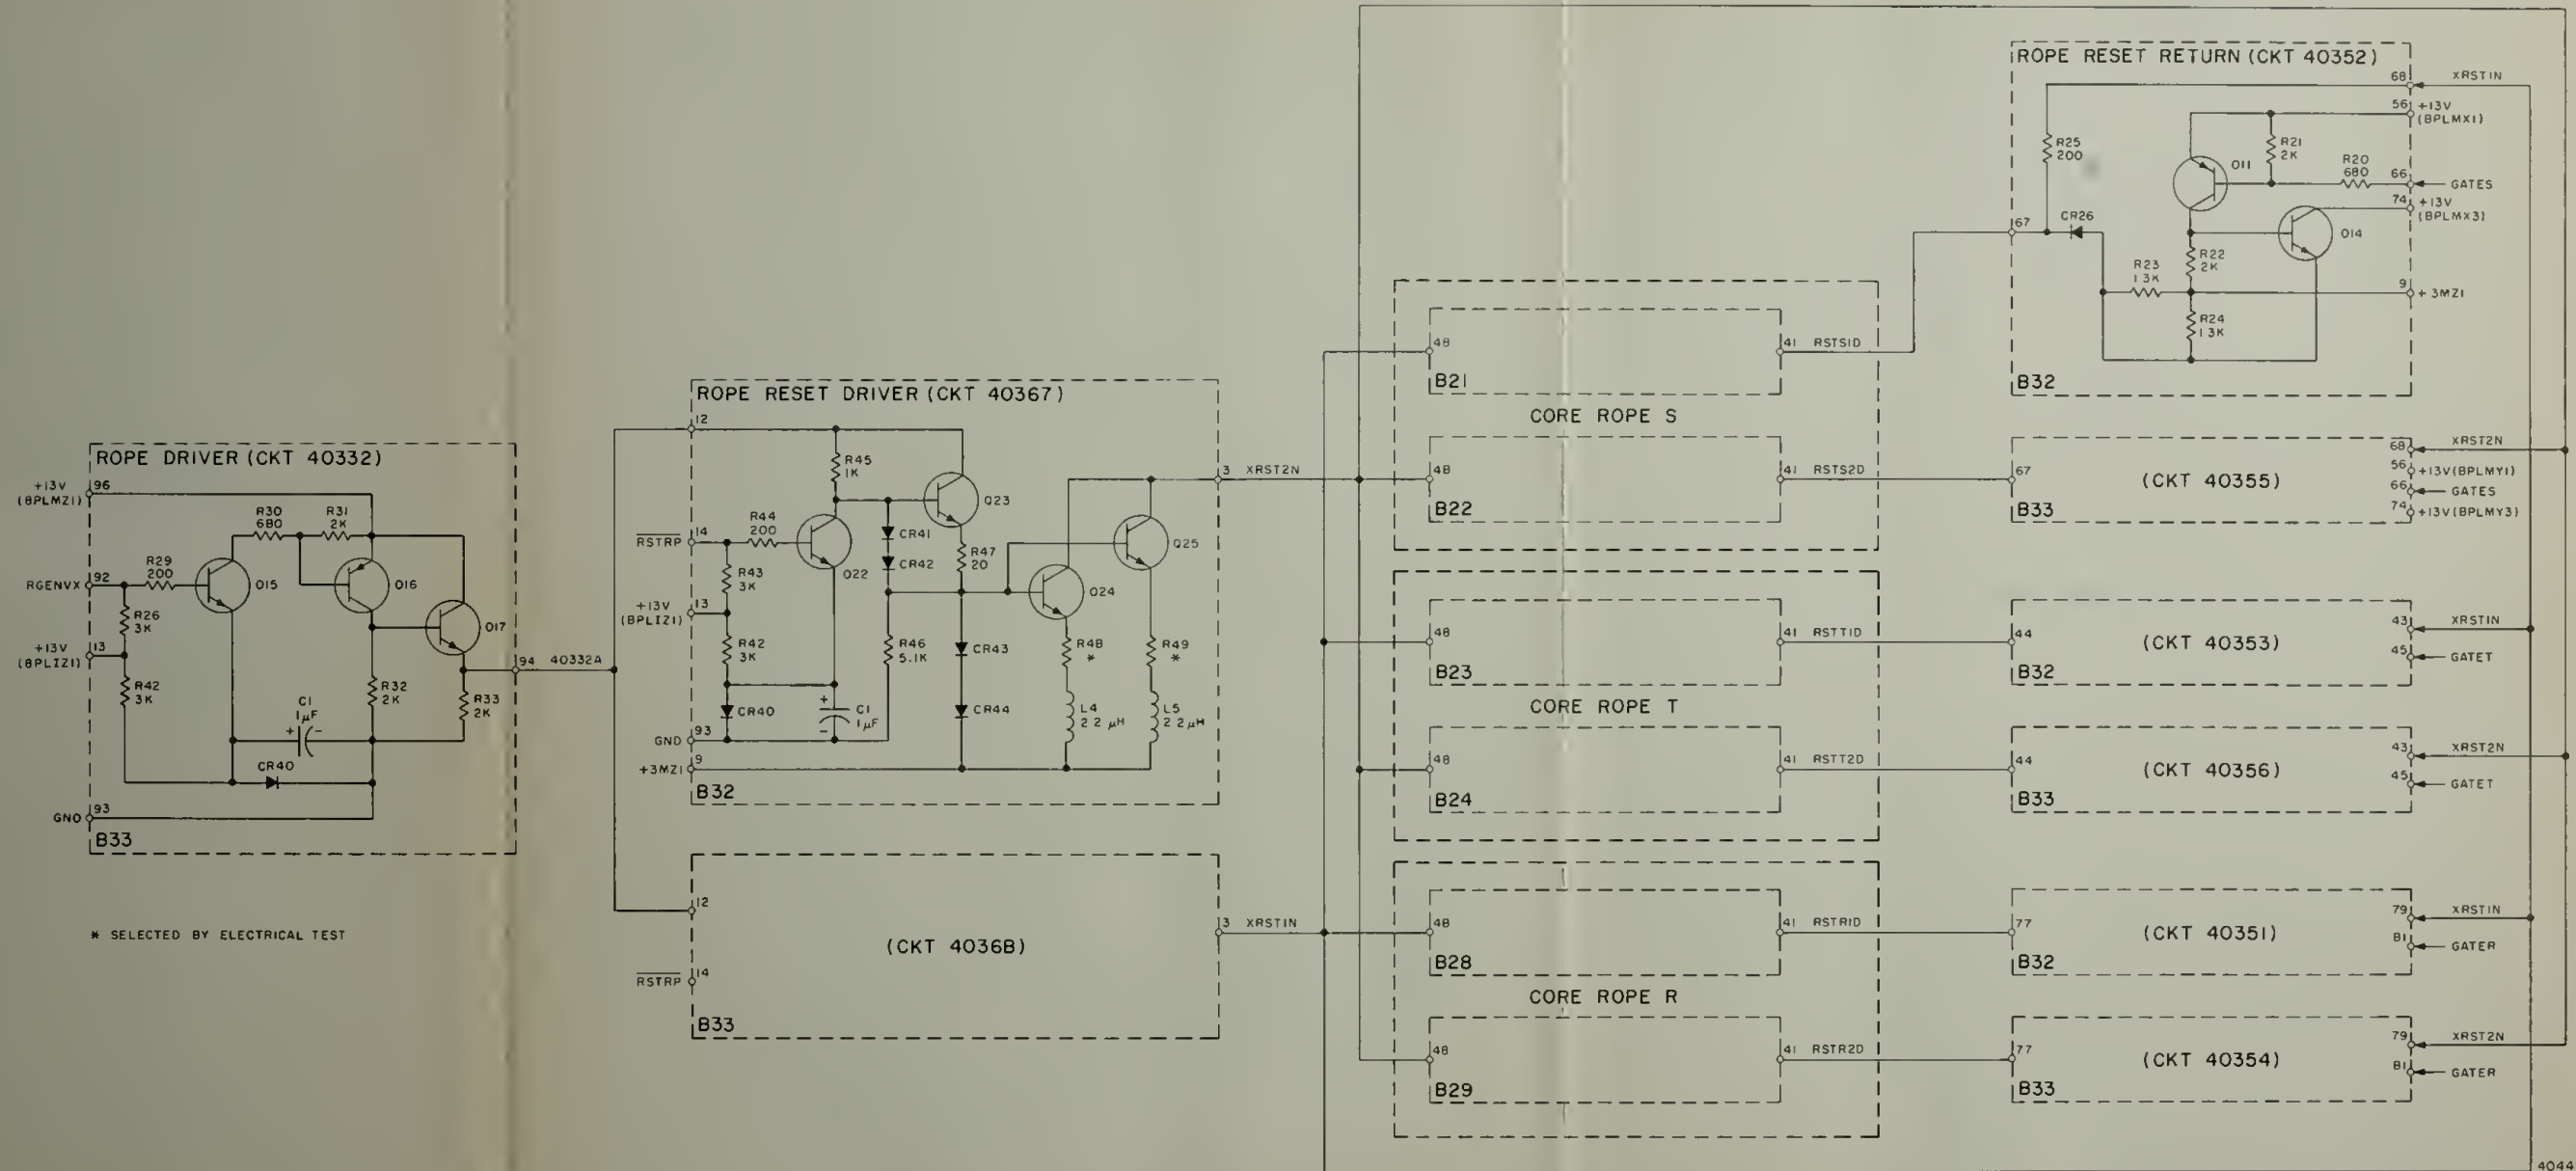 ROPE DRIVER (CKT 40332)
+13V
(BPLMZ1)
96
R30
680
R31
2K
RGENVX
92
R29
200
Q15
Q16
R26
3K
Q17
+13V
(BPLIZ1)
13
R42
3K
C1
1µF
+
-
R32
2K
R33
2K
CR40
GND
93
B33
94
40332A
* SELECTED BY ELECTRICAL TEST
ROPE RESET DRIVER (CKT 40367)
12
R45
1K
Q23
RSTRP
14
R44
200
Q22
CR41
CR42
R47
20
Q25
R43
3K
Q24
+13V
(BPLIZ1)
13
R42
3K
R46
5.1K
CR43
R48
*
R49
*
CR40
+
C1
1µF
-
CR44
L4
2 2 µH
L5
2 2 µH
GND
93
+3MZ1
9
B32
3
XRST2N
12
(CKT 40368)
RSTRP
14
B33
3
XRST1N
48
41
RSTS1D
B21
CORE ROPE S
48
41
RSTS2D
B22
48
41
RSTT1D
B23
CORE ROPE T
48
41
RSTT2D
B24
48
41
RSTR1D
B28
CORE ROPE R
48
41
RSTR2D
B29
ROPE RESET RETURN (CKT 40352)
68
XRST1N
56
+13V
(BPLMX1)
R25
200
Q11
R21
2K
R20
680
66
GATES
74
+13V
(BPLMX3)
67
CR26
Q14
R23
1 3K
R22
2K
9
+3MZ1
R24
1 3K
B32
67
(CKT 40355)
B33
68
XRST2N
56
+13V(BPLMY1)
66
GATES
74
+13V(BPLMY3)
44
(CKT 40353)
B32
43
XRST1N
45
GATET
44
(CKT 40356)
B33
43
XRST2N
45
GATET
77
(CKT 40351)
B32
79
XRST1N
81
GATER
77
(CKT 40354)
B33
79
XRST2N
81
GATER